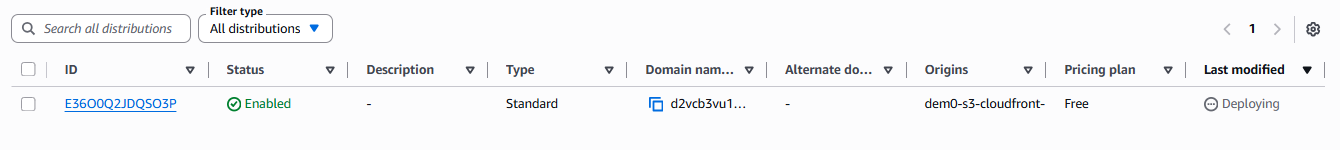 Search all distributions
Filter type
All distributions
1
ID Status Description Type Domain nam... Alternate do... Origins Pricing plan Last modified
E36O0Q2JDQSO3P Enabled - Standard d2vcb3vu1... - dem0-s3-cloudfront- Free Deploying